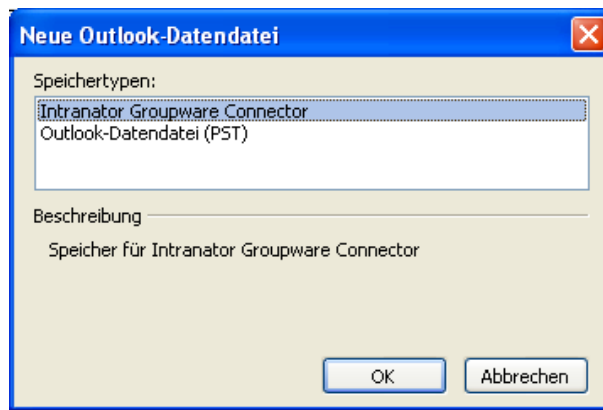 Neue Outlook-Datendatei
Speichertypen:
Intranator Groupware Connector
Outlook-Datendatei (PST)
Beschreibung
Speicher für Intranator Groupware Connector
OK
Abbrechen